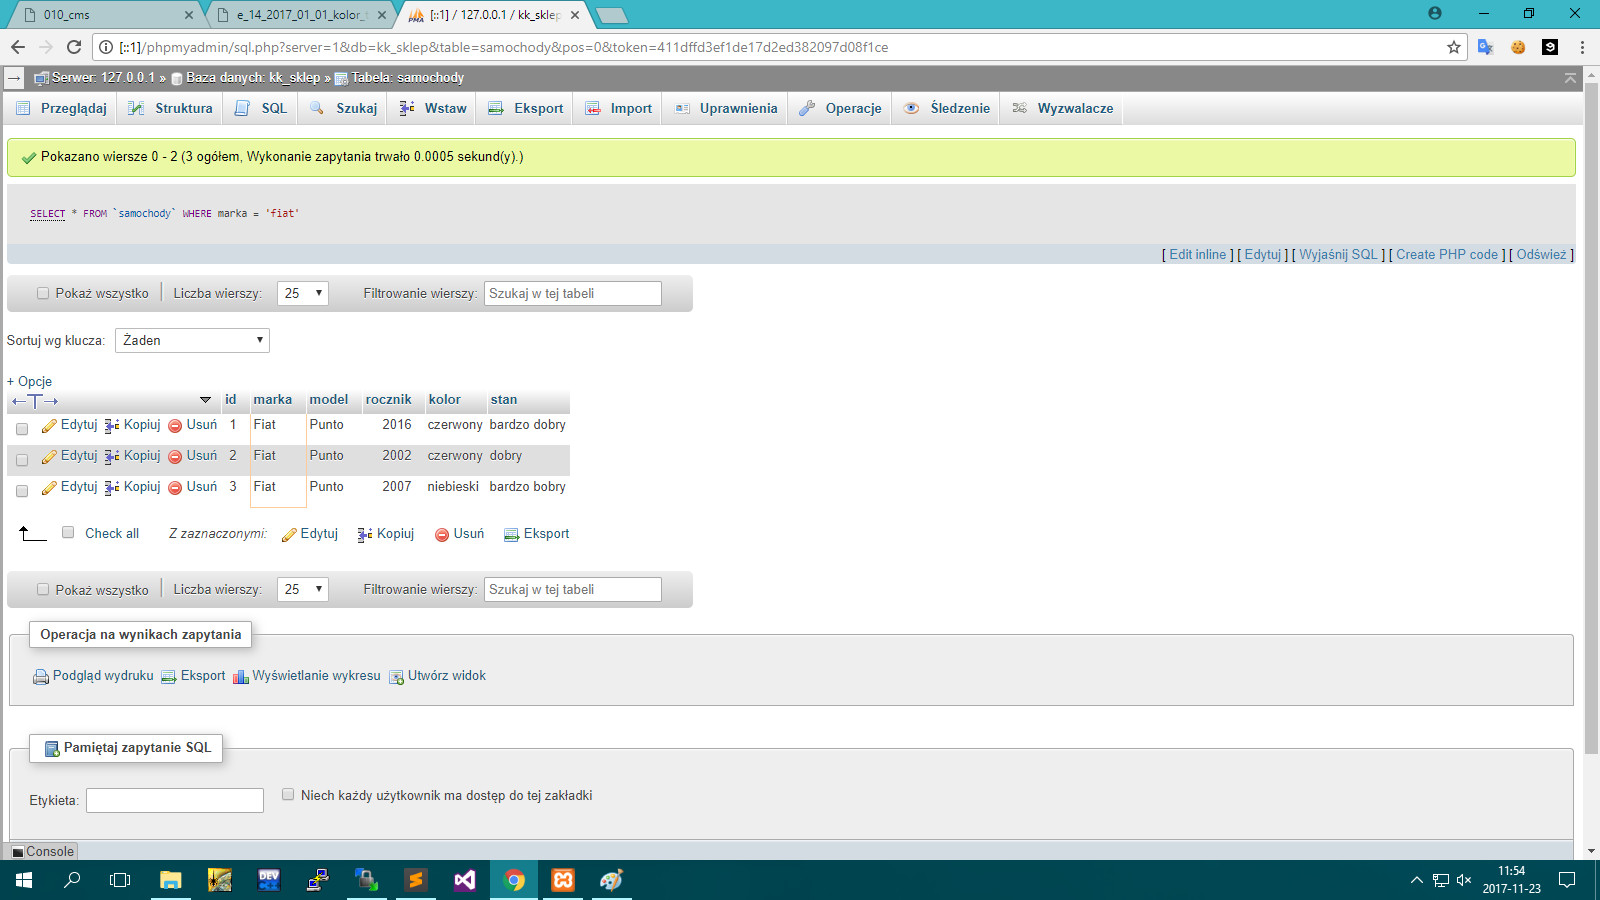 010_cms
e_14_2017_01_01_kolor_
[::1] / 127.0.0.1 / kk_sklep
[::1]/phpmyadmin/sql.php?server=1&db=kk_sklep&table=samochody&pos=0&token=411dffd3ef1de17d2ed382097d08f1ce
Serwer: 127.0.0.1 » Baza danych: kk_sklep » Tabela: samochody
Przeglądaj Struktura SQL Szukaj Wstaw Eksport Import Uprawnienia Operacje Śledzenie Wyzwalacze
Pokazano wiersze 0 - 2 (3 ogółem, Wykonanie zapytania trwało 0.0005 sekund(y).)
SELECT * FROM `samochody` WHERE marka = 'fiat'
[ Edit inline ] [ Edytuj ] [ Wyjaśnij SQL ] [ Create PHP code ] [ Odśwież ]
Pokaż wszystko Liczba wierszy: 25 Filtrowanie wierszy: Szukaj w tej tabeli
Sortuj wg klucza: Żaden
+ Opcje
←T→ id marka model rocznik kolor stan
Edytuj Kopiuj Usuń 1 Fiat Punto 2016 czerwony bardzo dobry
Edytuj Kopiuj Usuń 2 Fiat Punto 2002 czerwony dobry
Edytuj Kopiuj Usuń 3 Fiat Punto 2007 niebieski bardzo bobry
Check all Z zaznaczonymi: Edytuj Kopiuj Usuń Eksport
Pokaż wszystko Liczba wierszy: 25 Filtrowanie wierszy: Szukaj w tej tabeli
Operacja na wynikach zapytania
Podgląd wydruku Eksport Wyświetlanie wykresu Utwórz widok
Pamiętaj zapytanie SQL
Etykieta: Niech każdy użytkownik ma dostęp do tej zakładki
Console
DEV
11:54
2017-11-23